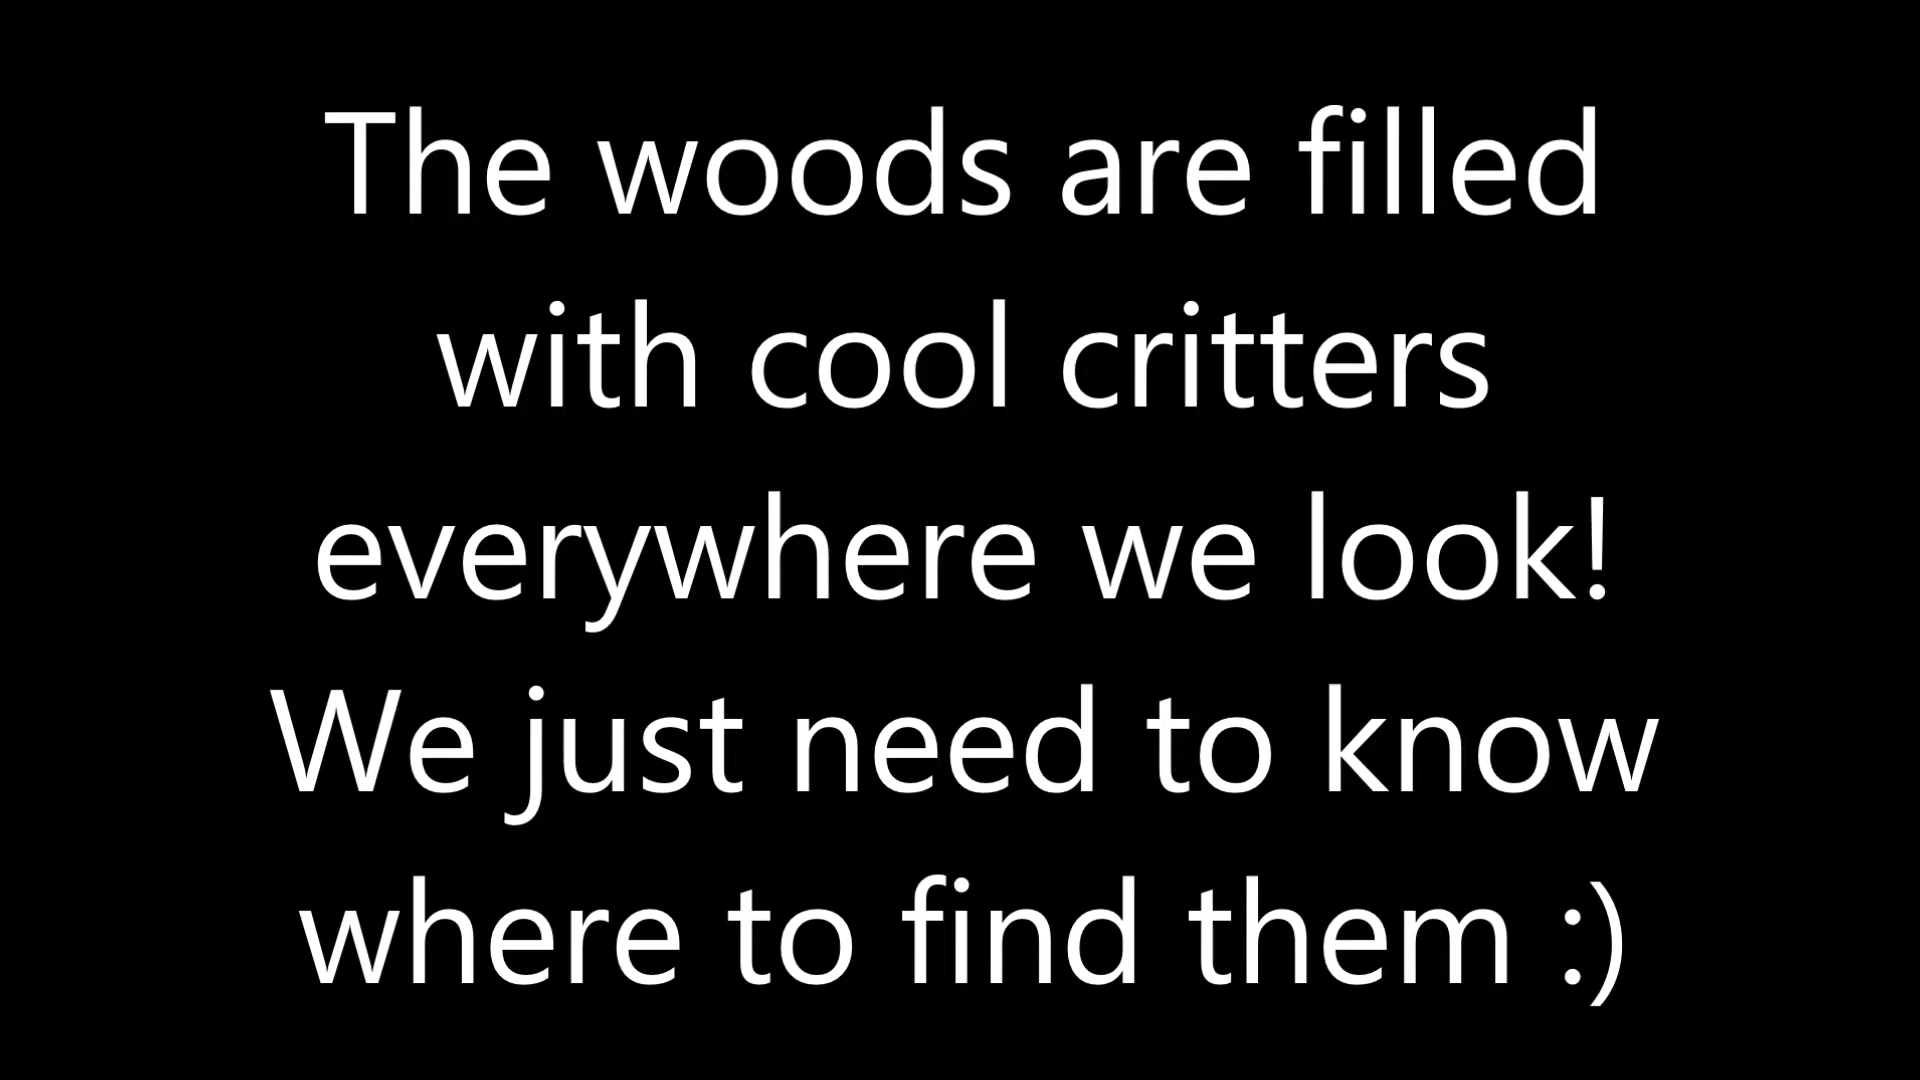 The woods are filled
with cool critters
everywhere we look!
We just need to know
where to find them :)